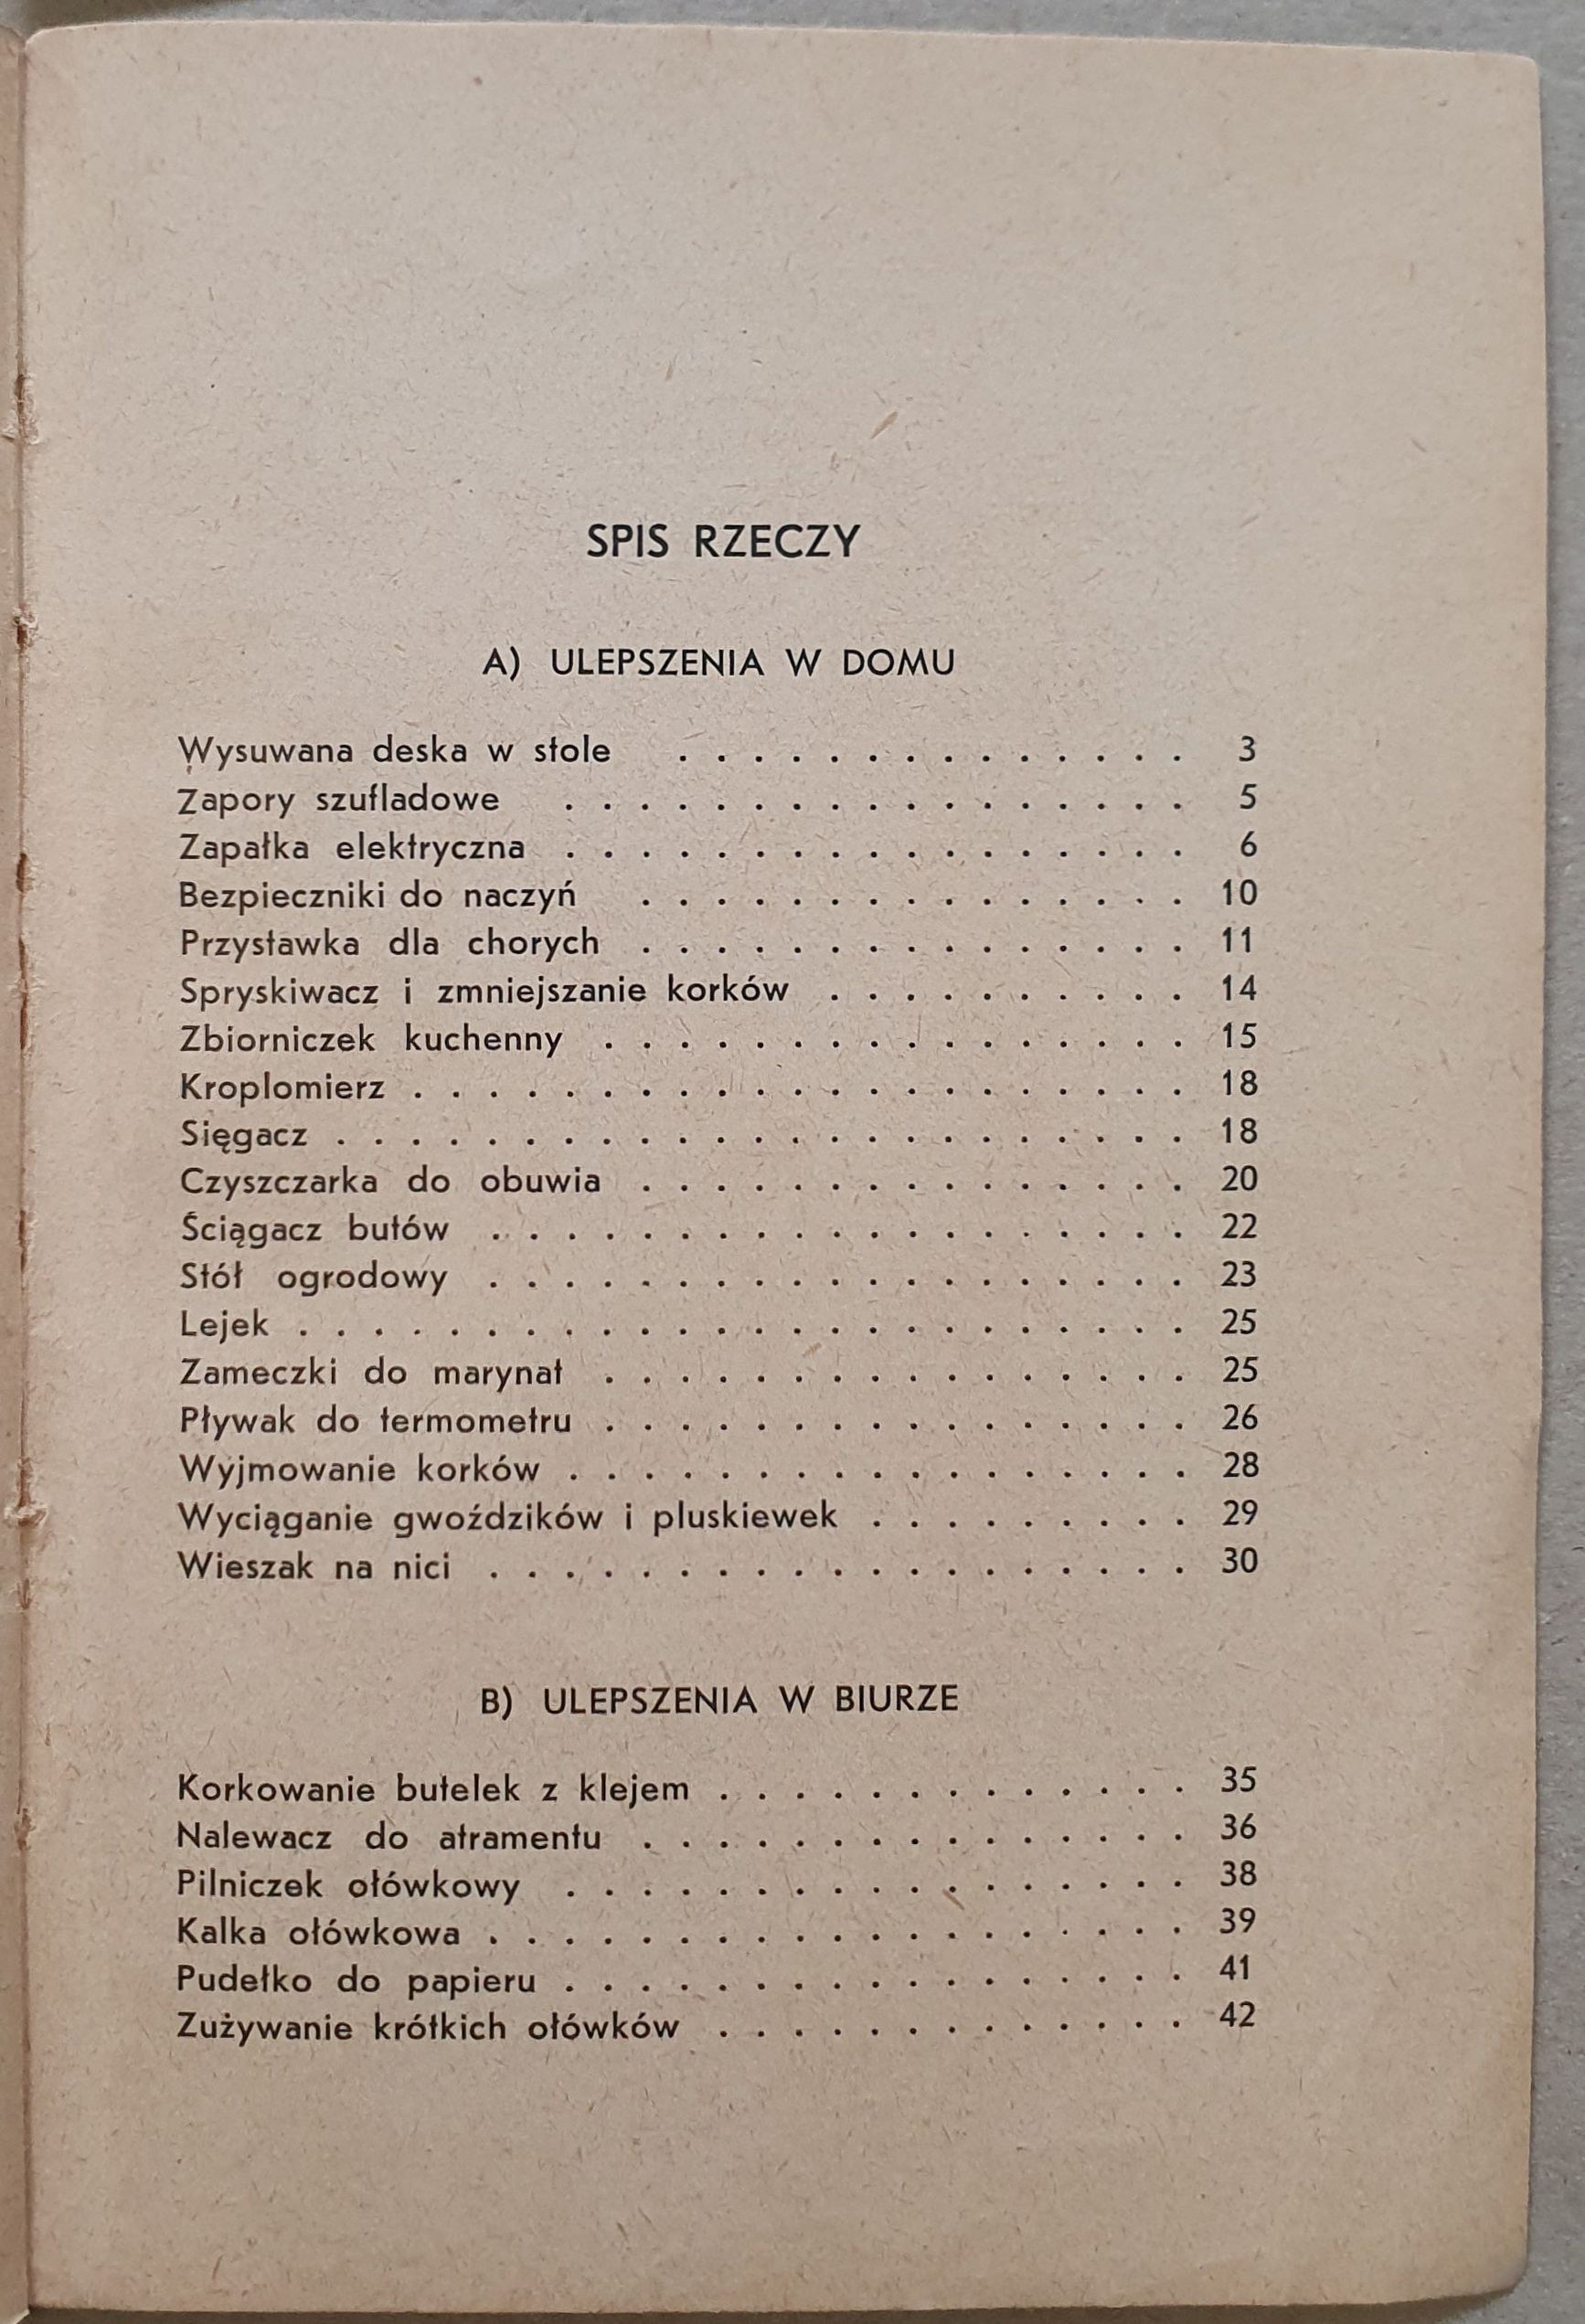 SPIS RZECZY
A) ULEPSZENIA W DOMU
Wysuwana deska w stole . . . . . . . . . . . . . . 3
Zapory szufladowe . . . . . . . . . . . . . . . . . 5
Zapałka elektryczna . . . . . . . . . . . . . . . . . 6
Bezpieczniki do naczyń . . . . . . . . . . . . . . . 10
Przystawka dla chorych . . . . . . . . . . . . . . . 11
Spryskiwacz i zmniejszanie korków . . . . . . . . . . 14
Zbiorniczek kuchenny . . . . . . . . . . . . . . . . 15
Kroplomierz . . . . . . . . . . . . . . . . . . . . . 18
Sięgacz . . . . . . . . . . . . . . . . . . . . . . . 18
Czyszczarka do obuwia . . . . . . . . . . . . . . . 20
Ściągacz butów . . . . . . . . . . . . . . . . . . . 22
Stół ogrodowy . . . . . . . . . . . . . . . . . . . 23
Lejek . . . . . . . . . . . . . . . . . . . . . . . . 25
Zameczki do marynat . . . . . . . . . . . . . . . . 25
Pływak do termometru . . . . . . . . . . . . . . . . 26
Wyjmowanie korków . . . . . . . . . . . . . . . . . 28
Wyciąganie gwoździków i pluskiewek . . . . . . . . . 29
Wieszak na nici . . . . . . . . . . . . . . . . . . . 30
B) ULEPSZENIA W BIURZE
Korkowanie butelek z klejem . . . . . . . . . . . . . 35
Nalewacz do atramentu . . . . . . . . . . . . . . . 36
Pilniczek ołówkowy . . . . . . . . . . . . . . . . . 38
Kalka ołówkowa . . . . . . . . . . . . . . . . . . . 39
Pudełko do papieru . . . . . . . . . . . . . . . . . 41
Zużywanie krótkich ołówków . . . . . . . . . . . . . 42